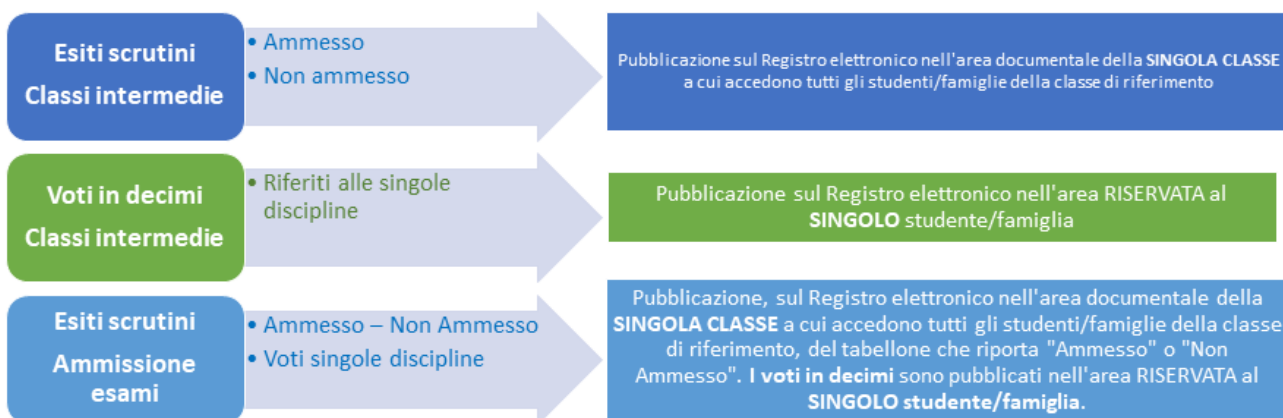 Esiti scrutini
Classi intermedie
• Ammesso
• Non ammesso
Pubblicazione sul Registro elettronico nell'area documentale della SINGOLA CLASSE
a cui accedono tutti gli studenti/famiglie della classe di riferimento
Voti in decimi
Classi intermedie
• Riferiti alle singole
discipline
Pubblicazione sul Registro elettronico nell'area RISERVATA al
SINGOLO studente/famiglia
Esiti scrutini
Ammissione
esami
• Ammesso – Non Ammesso
• Voti singole discipline
Pubblicazione, sul Registro elettronico nell'area documentale della
SINGOLA CLASSE a cui accedono tutti gli studenti/famiglie della classe
di riferimento, del tabellone che riporta "Ammesso" o "Non
Ammesso". I voti in decimi sono pubblicati nell'area RISERVATA al
SINGOLO studente/famiglia.